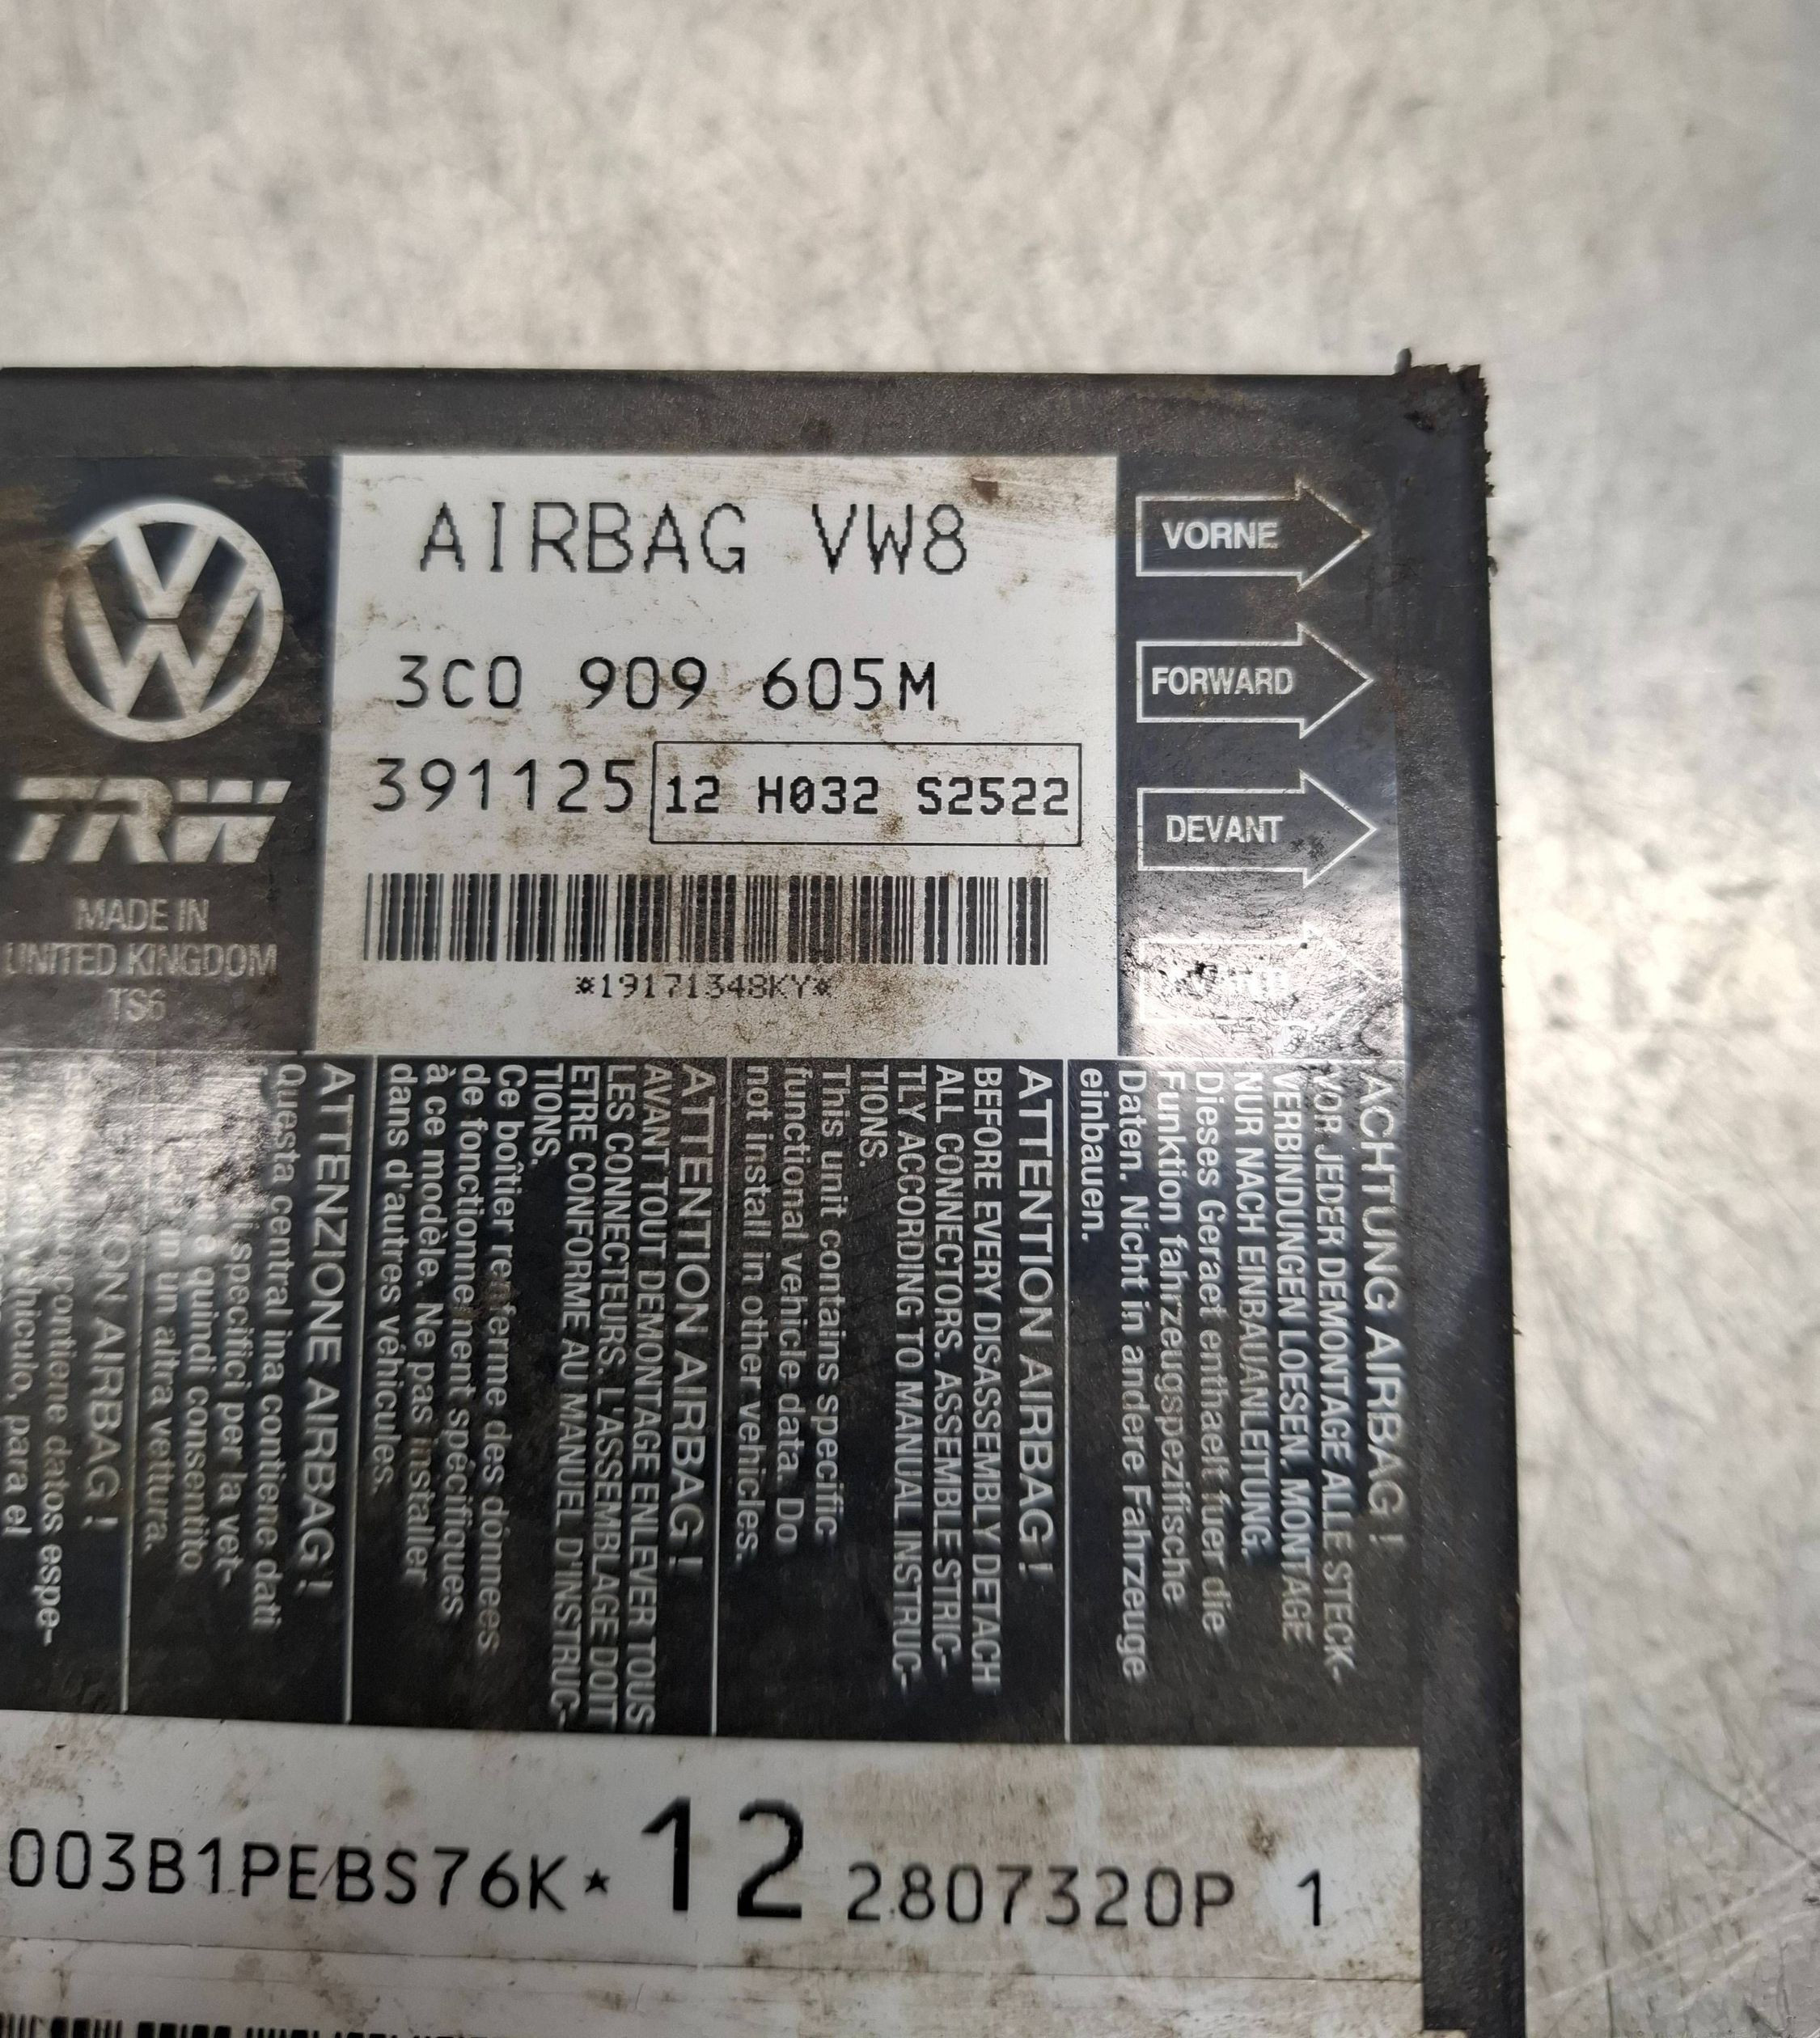 AIRBAG VW8
3C0 909 605M
391125 12 H032 S2522
*19171348KY*
VW
TRW
MADE IN
UNITED KINGDOM
TS6
VORNE
FORWARD
DEVANT
ACHTUNG AIRBAG !
VOR JEDER DEMONTAGE ALLE STECK-
VERBINDUNGEN LOESEN. MONTAGE
NUR NACH EINBAUANLEITUNG.
Dieses Geraet enthaelt fuer die
Funktion fahrzeugspezifische
Daten. Nicht in andere Fahrzeuge
einbauen.
ATTENTION AIRBAG !
BEFORE EVERY DISASSEMBLY DETACH
ALL CONNECTORS. ASSEMBLE STRIC-
TLY ACCORDING TO MANUAL INSTRUC-
TIONS.
This unit contains specific
functional vehicle data. Do
not install in other vehicles.
ATTENTION AIRBAG !
AVANT TOUT DEMONTAGE ENLEVER TOUS
LES CONNECTEURS. L'ASSEMBLAGE DOIT
ETRE CONFORME AU MANUEL D'INSTRUC-
TIONS.
Ce boîtier renferme des données
de fonctionnement spécifiques
à ce modèle. Ne pas installer
dans d'autres véhicules.
ATTENZIONE AIRBAG !
Questa central ina contiene dati
specifici per la vet-
quindi consentito
in un altra vettura.
AIRBAG !
contiene datos espe-
para el
003B1PEBS76K* 12 2807320P 1